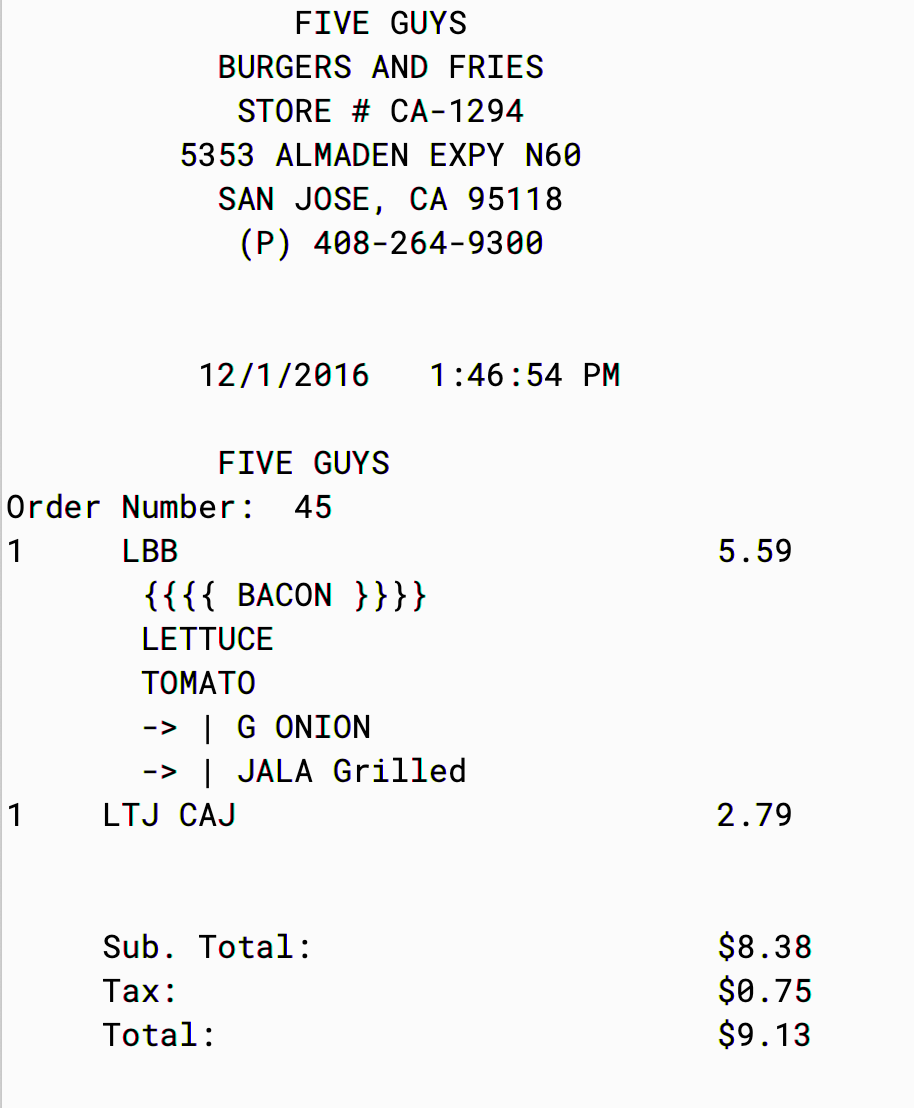 FIVE GUYS
BURGERS AND FRIES
STORE # CA-1294
5353 ALMADEN EXPY N60
SAN JOSE, CA 95118
(P) 408-264-9300
12/1/2016 1:46:54 PM
FIVE GUYS
Order Number: 45
1 LBB 5.59
{{{{ BACON }}}}
LETTUCE
TOMATO
-> | G ONION
-> | JALA Grilled
1 LTJ CAJ 2.79
Sub. Total: $8.38
Tax: $0.75
Total: $9.13